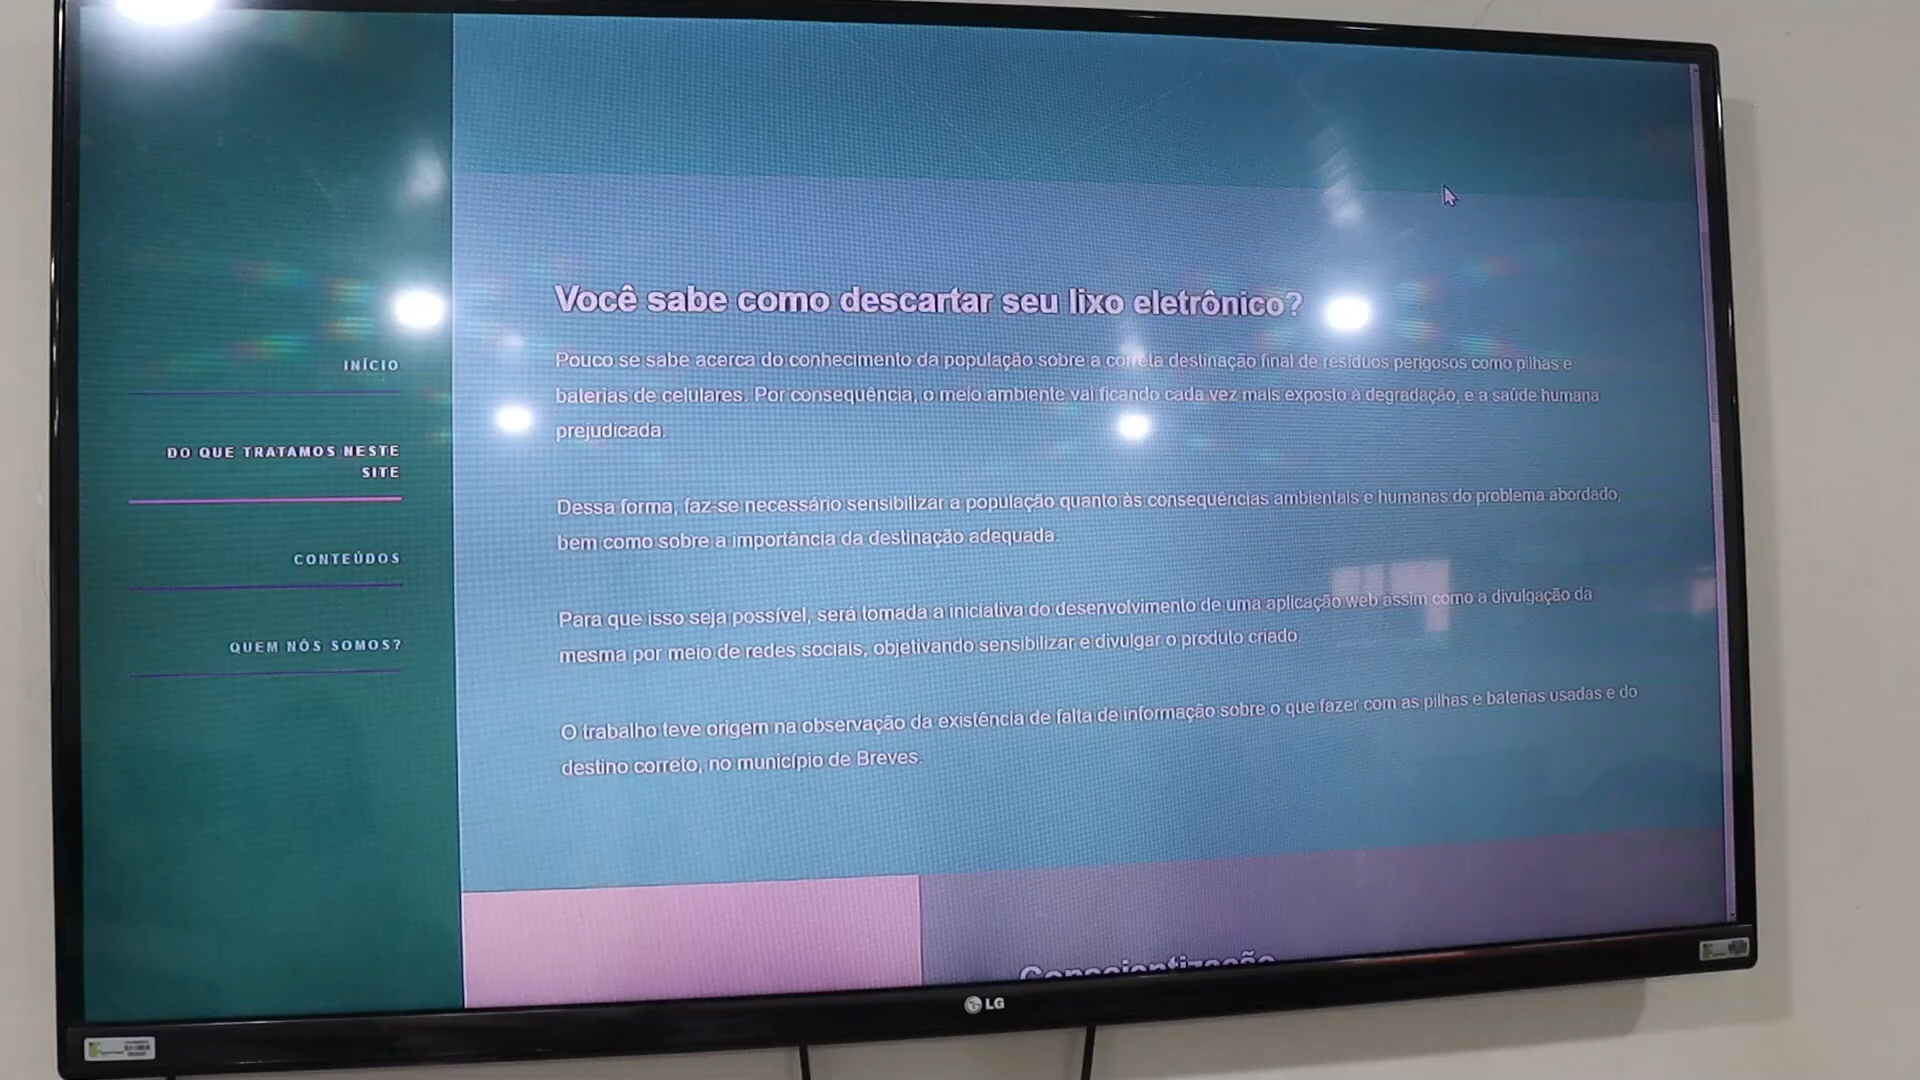 INÍCIO
DO QUE TRATAMOS NESTE
SITE
CONTEÚDOS
QUEM NÓS SOMOS?
Você sabe como descartar seu lixo eletrônico?
Pouco se sabe acerca do conhecimento da população sobre a correta destinação final de resíduos perigosos como pilhas e
baterias de celulares. Por consequência, o meio ambiente vai ficando cada vez mais exposto à degradação, e a saúde humana
prejudicada.
Dessa forma, faz-se necessário sensibilizar a população quanto às consequências ambientais e humanas do problema abordado,
bem como sobre a importância da destinação adequada.
Para que isso seja possível, será tomada a iniciativa do desenvolvimento de uma aplicação web assim como a divulgação da
mesma por meio de redes sociais, objetivando sensibilizar e divulgar o produto criado.
O trabalho teve origem na observação da existência de falta de informação sobre o que fazer com as pilhas e baterias usadas e do
destino correto, no município de Breves.
Conscientização
LG